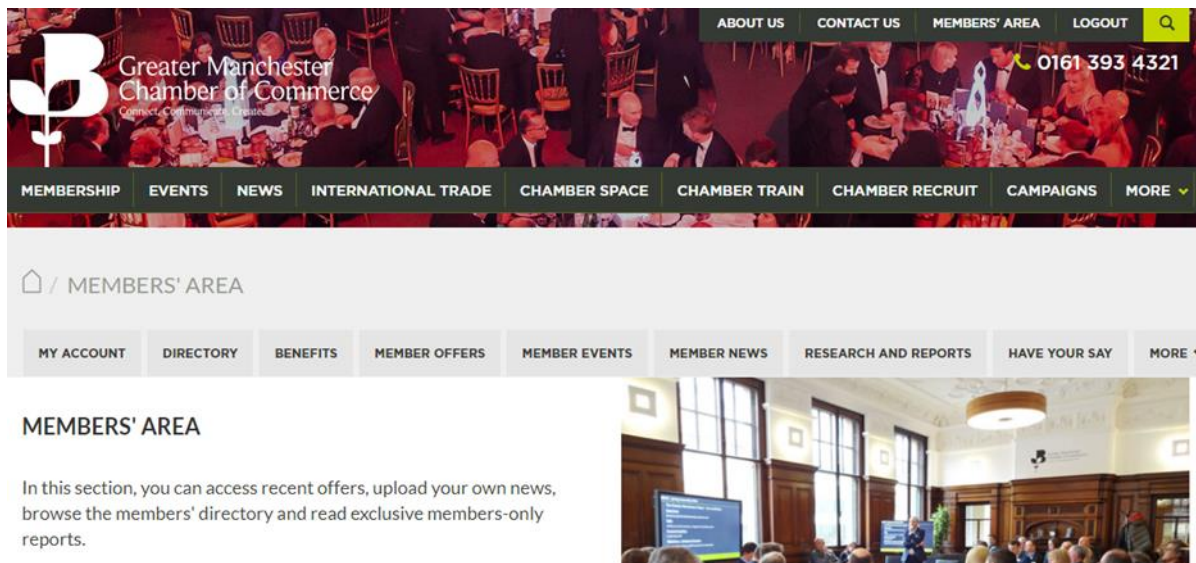 ABOUT US CONTACT US MEMBERS' AREA LOGOUT
Greater Manchester
Chamber of Commerce
Connect, Communicate, Create.
0161 393 4321
MEMBERSHIP EVENTS NEWS INTERNATIONAL TRADE CHAMBER SPACE CHAMBER TRAIN CHAMBER RECRUIT CAMPAIGNS MORE
/ MEMBERS' AREA
MY ACCOUNT DIRECTORY BENEFITS MEMBER OFFERS MEMBER EVENTS MEMBER NEWS RESEARCH AND REPORTS HAVE YOUR SAY MORE
MEMBERS' AREA
In this section, you can access recent offers, upload your own news,
browse the members' directory and read exclusive members-only
reports.